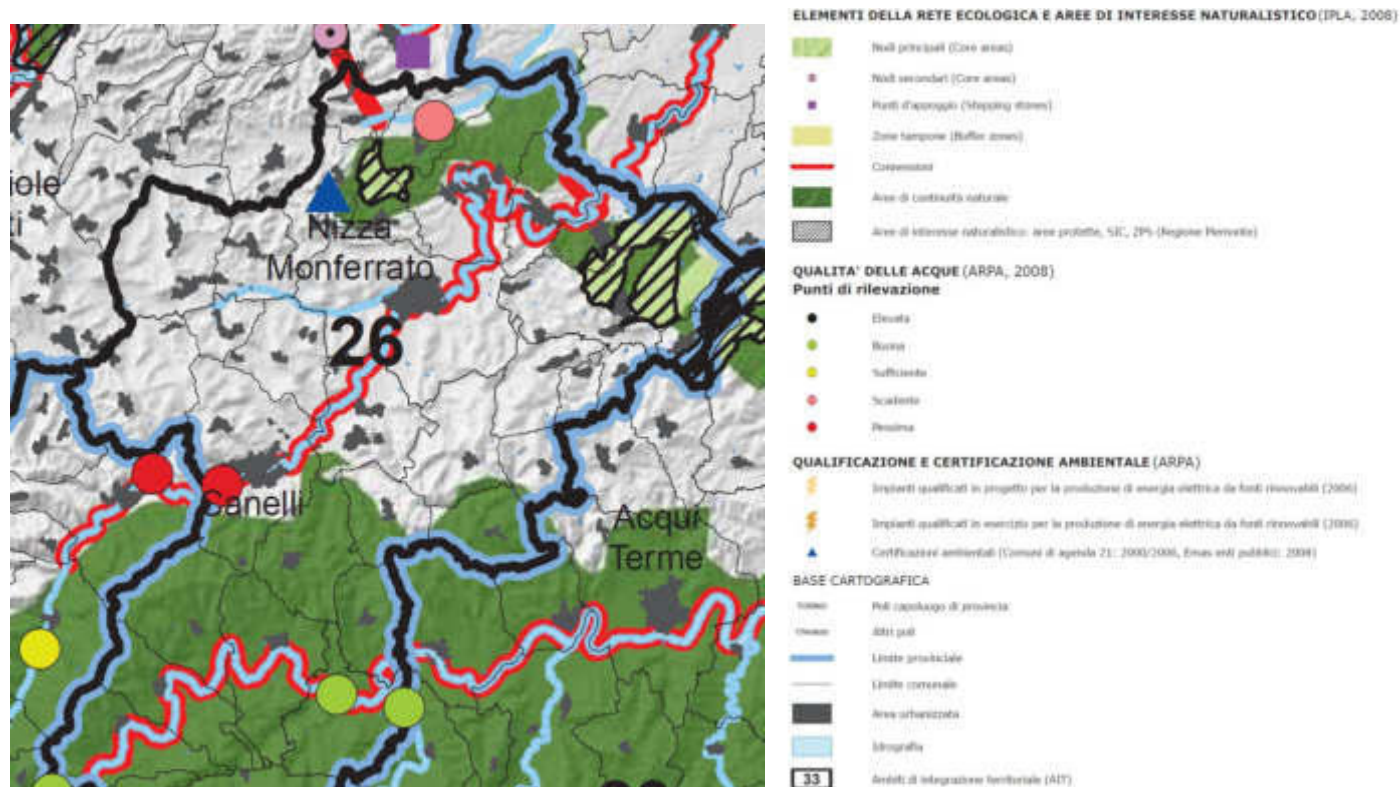 iole
ti
Nizza
Monferrato
26
Sanelli
Acqui
Terme
ELEMENTI DELLA RETE ECOLOGICA E AREE DI INTERESSE NATURALISTICO (IPLA, 2008)
Nodi principali (Core areas)
Nodi secondari (Core areas)
Punti d'appoggio (Stepping stones)
Zone tampone (Buffer zones)
Connessioni
Aree di continuità naturale
Aree di interesse naturalistico: aree protette, SIC, ZPS (Regione Piemonte)
QUALITA' DELLE ACQUE (ARPA, 2008)
Punti di rilevazione
Elevata
Buona
Sufficiente
Scadente
Pessima
QUALIFICAZIONE E CERTIFICAZIONE AMBIENTALE (ARPA)
Impianti qualificati in progetto per la produzione di energia elettrica da fonti rinnovabili (2006)
Impianti qualificati in esercizio per la produzione di energia elettrica da fonti rinnovabili (2006)
Certificazioni ambientali (Comuni di agenda 21: 2000/2006, Emas enti pubblici: 2008)
BASE CARTOGRAFICA
Poli capoluogo di provincia
Altri poli
Limite provinciale
Limite comunale
Area urbanizzata
Idrografia
33 Ambiti di integrazione territoriale (AIT)